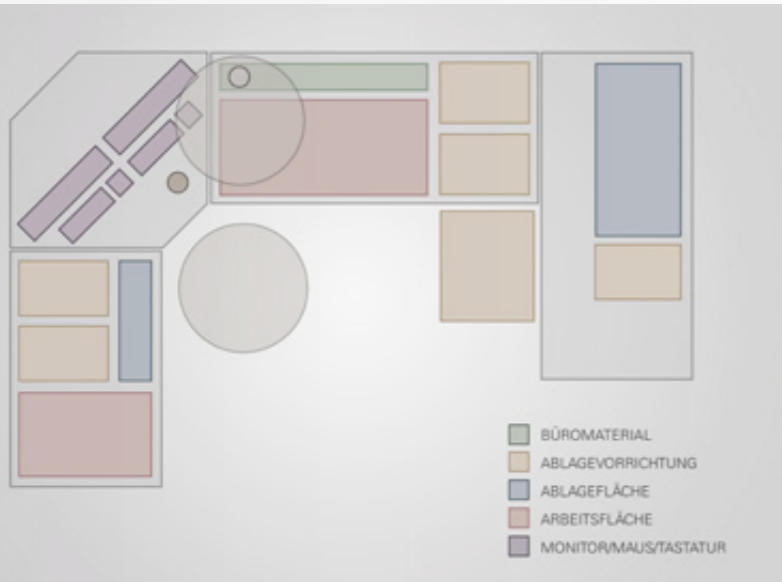 BÜROMATERIAL
ABLAGEVORRICHTUNG
ABLAGEFLÄCHE
ARBEITSFLÄCHE
MONITOR/MAUS/TASTATUR